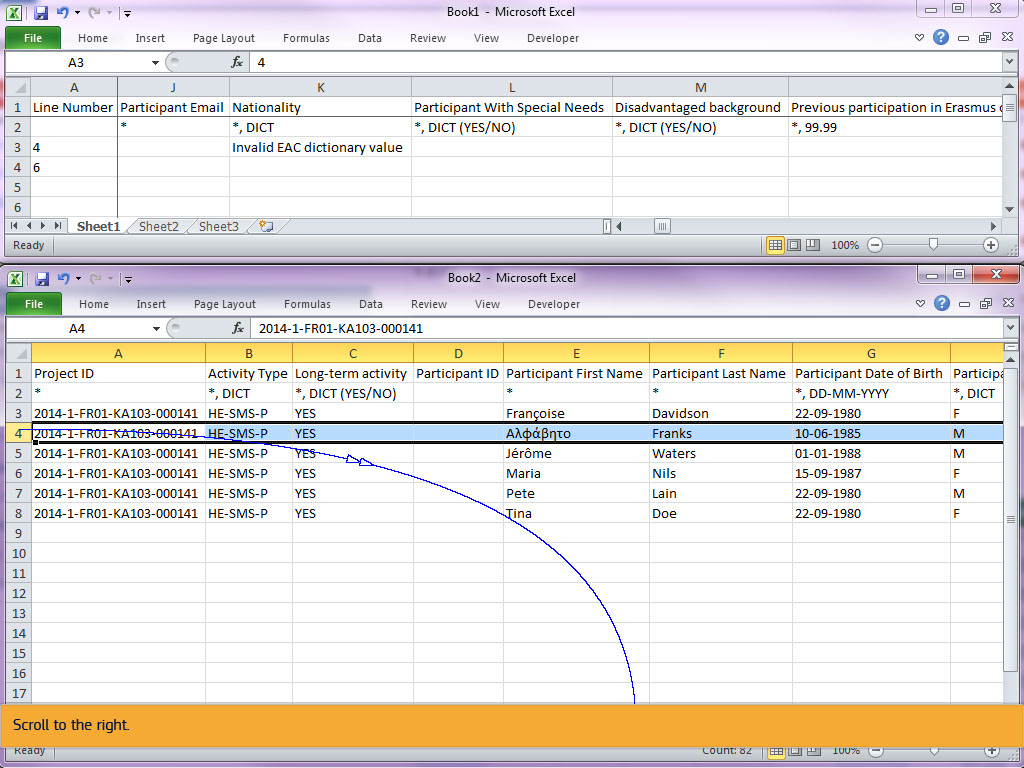 Book1 - Microsoft Excel
File Home Insert Page Layout Formulas Data Review View Developer
A3 fx 4
A J K L M
1 Line Number Participant Email Nationality Participant With Special Needs Disadvantaged background Previous participation in Erasmus
2 * *, DICT *, DICT (YES/NO) *, DICT (YES/NO) *, 99.99
3 4 Invalid EAC dictionary value
4 6
5
6
Sheet1 Sheet2 Sheet3
Ready 100%
Book2 - Microsoft Excel
File Home Insert Page Layout Formulas Data Review View Developer
A4 fx 2014-1-FR01-KA103-000141
A B C D E F G
1 Project ID Activity Type Long-term activity Participant ID Participant First Name Participant Last Name Participant Date of Birth Participa
2 * *, DICT *, DICT (YES/NO) * * *, DD-MM-YYYY *, DICT
3 2014-1-FR01-KA103-000141 HE-SMS-P YES Françoise Davidson 22-09-1980 F
4 2014-1-FR01-KA103-000141 HE-SMS-P YES Αλφάβητο Franks 10-06-1985 M
5 2014-1-FR01-KA103-000141 HE-SMS-P YES Jérôme Waters 01-01-1988 M
6 2014-1-FR01-KA103-000141 HE-SMS-P YES Maria Nils 15-09-1987 F
7 2014-1-FR01-KA103-000141 HE-SMS-P YES Pete Lain 22-09-1980 M
8 2014-1-FR01-KA103-000141 HE-SMS-P YES Tina Doe 22-09-1980 F
9
10
11
12
13
14
15
16
17
Scroll to the right.
Ready Count: 82 100%